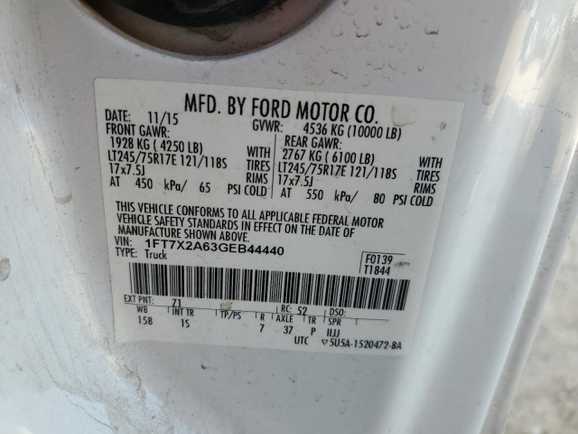 MFD. BY FORD MOTOR CO.
DATE: 11/15 GVWR: 4536 KG (10000 LB)
FRONT GAWR: REAR GAWR:
1928 KG ( 4250 LB) WITH 2767 KG ( 6100 LB) WITH
LT245/75R17E 121/118S TIRES LT245/75R17E 121/118S TIRES
17x7.5J RIMS 17x7.5J RIMS
AT 450 kPa/ 65 PSI COLD AT 550 kPa/ 80 PSI COLD
THIS VEHICLE CONFORMS TO ALL APPLICABLE FEDERAL MOTOR
VEHICLE SAFETY STANDARDS IN EFFECT ON THE DATE OF
MANUFACTURE SHOWN ABOVE.
VIN: 1FT7X2A63GEB44440 F0139
TYPE: Truck T1844
EXT PNT: Z1 RC: 52 DSO:
WB INT TR TP/PS R AXLE TR SPR
158 1S 7 37 P
UTC ▽5U5A-1520472-BA